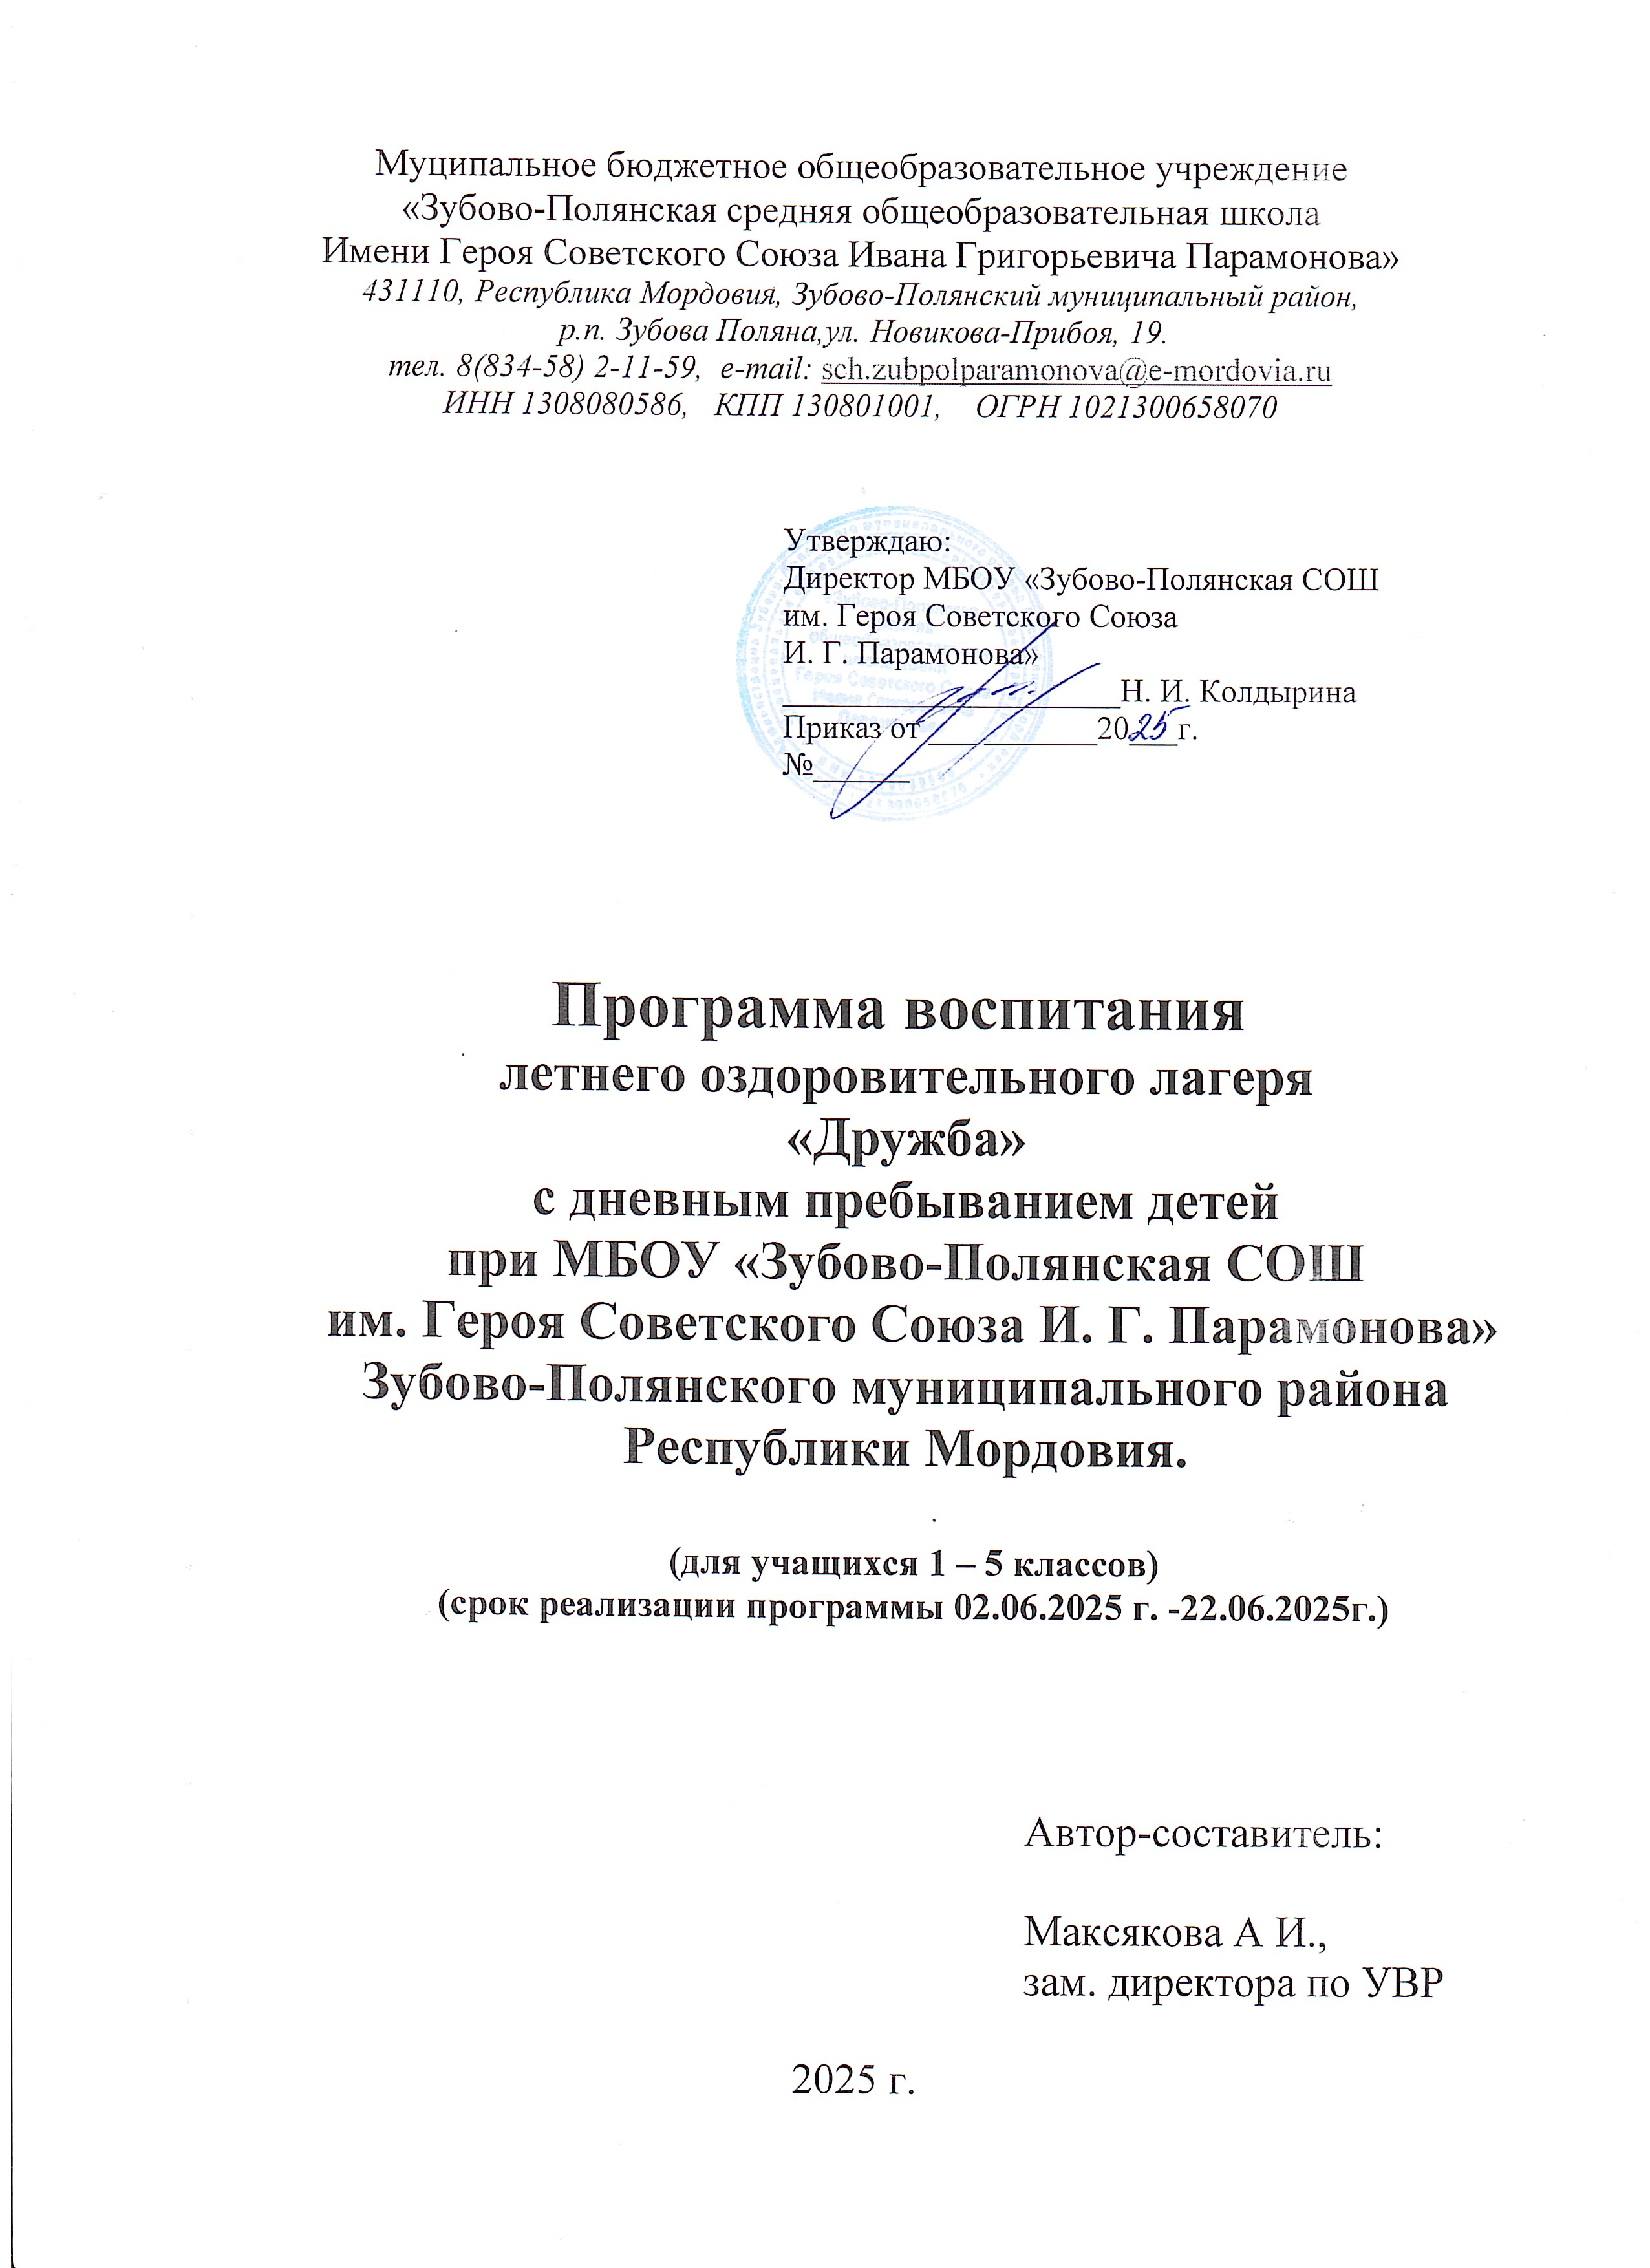 Муципальное бюджетное общеобразовательное учреждение
«Зубово-Полянская средняя общеобразовательная школа
Имени Героя Советского Союза Ивана Григорьевича Парамонова»
431110, Республика Мордовия, Зубово-Полянский муниципальный район,
р.п. Зубова Поляна,ул. Новикова-Прибоя, 19.
тел. 8(834-58) 2-11-59, e-mail: sch.zubpolparamonova@e-mordovia.ru
ИНН 1308080586, КПП 130801001, ОГРН 1021300658070
Утверждаю:
Директор МБОУ «Зубово-Полянская СОШ
им. Героя Советского Союза
И. Г. Парамонова»
_____________________Н. И. Колдырина
Приказ от ___________2025г.
№______
Программа воспитания
летнего оздоровительного лагеря
«Дружба»
с дневным пребыванием детей
при МБОУ «Зубово-Полянская СОШ
им. Героя Советского Союза И. Г. Парамонова»
Зубово-Полянского муниципального района
Республики Мордовия.
(для учащихся 1 – 5 классов)
(срок реализации программы 02.06.2025 г. -22.06.2025г.)
Автор-составитель:
Максякова А И.,
зам. директора по УВР
2025 г.